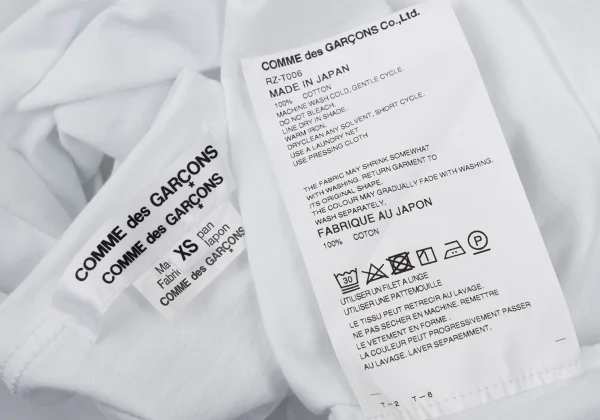 COMME des GARÇONS
COMME des GARÇONS
XS
COMME des GARÇONS
COMME des GARÇONS Co.,Ltd.
RZ-T006
MADE IN JAPAN
100% COTTON
MACHINE WASH COLD, GENTLE CYCLE.
DO NOT BLEACH.
LINE DRY IN SHADE.
WARM IRON.
DRYCLEAN ANY SOLVENT, SHORT CYCLE.
USE A LAUNDRY NET
USE PRESSING CLOTH
THE FABRIC MAY SHRINK SOMEWHAT
WITH WASHING. RETURN GARMENT TO
ITS ORIGINAL SHAPE.
THE COLOUR MAY GRADUALLY FADE WITH WASHING.
WASH SEPARATELY.
FABRIQUE AU JAPON
100% COTON
30 P
UTILISER UN FILET A LINGE
UTILISER UNE PATTEMOUILLE
LE TISSU PEUT RETRECIR AU LAVAGE.
NE PAS SECHER EN MACHINE. REMETTRE
LE VETEMENT EN FORME .
LA COULEUR PEUT PROGRESSIVEMENT PASSER
AU LAVAGE. LAVER SEPAREMMENT.
T-2 T-6